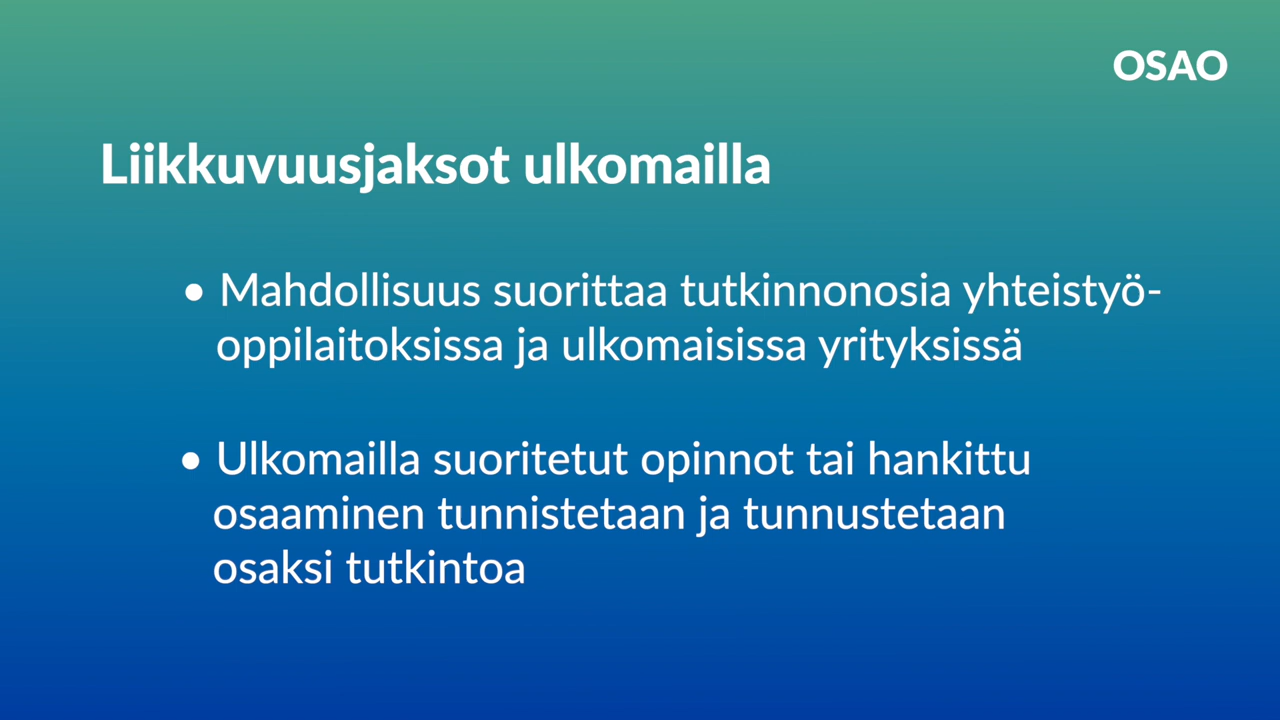 OSAO
Liikkuvuusjaksot ulkomailla
• Mahdollisuus suorittaa tutkinnonosia yhteistyö-
oppilaitoksissa ja ulkomaisissa yrityksissä
• Ulkomailla suoritetut opinnot tai hankittu
osaaminen tunnistetaan ja tunnustetaan
osaksi tutkintoa